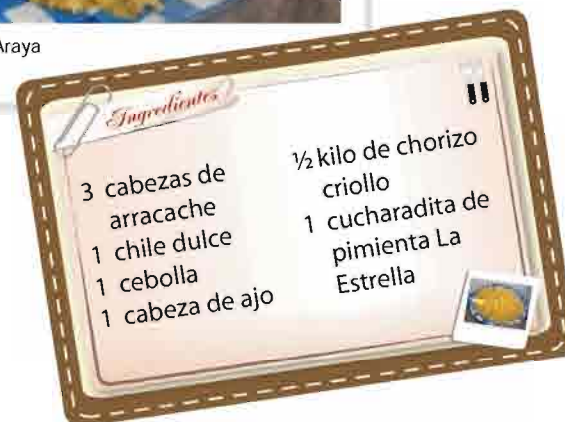 Araya
Ingredientes
3 cabezas de
arracache
1 chile dulce
1 cebolla
1 cabeza de ajo
½ kilo de chorizo
criollo
1 cucharadita de
pimienta La
Estrella